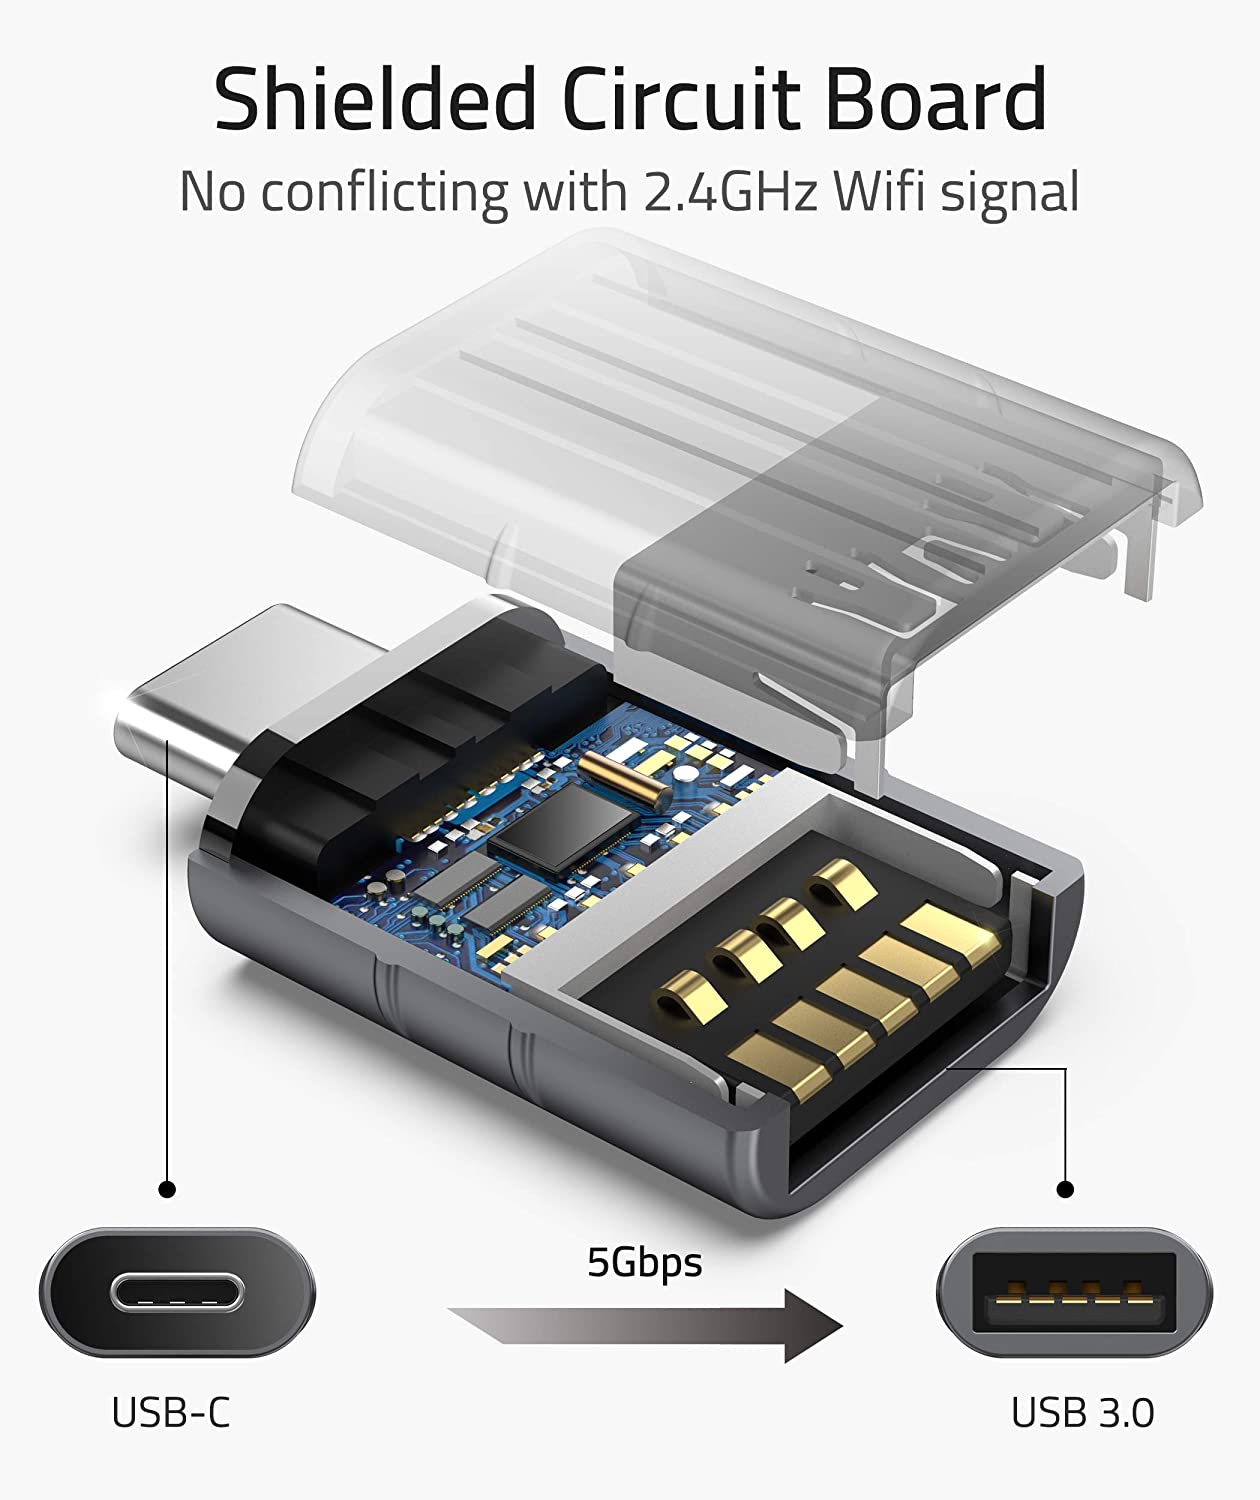 Shielded Circuit Board
No conflicting with 2.4GHz Wifi signal
5Gbps
USB-C
USB 3.0